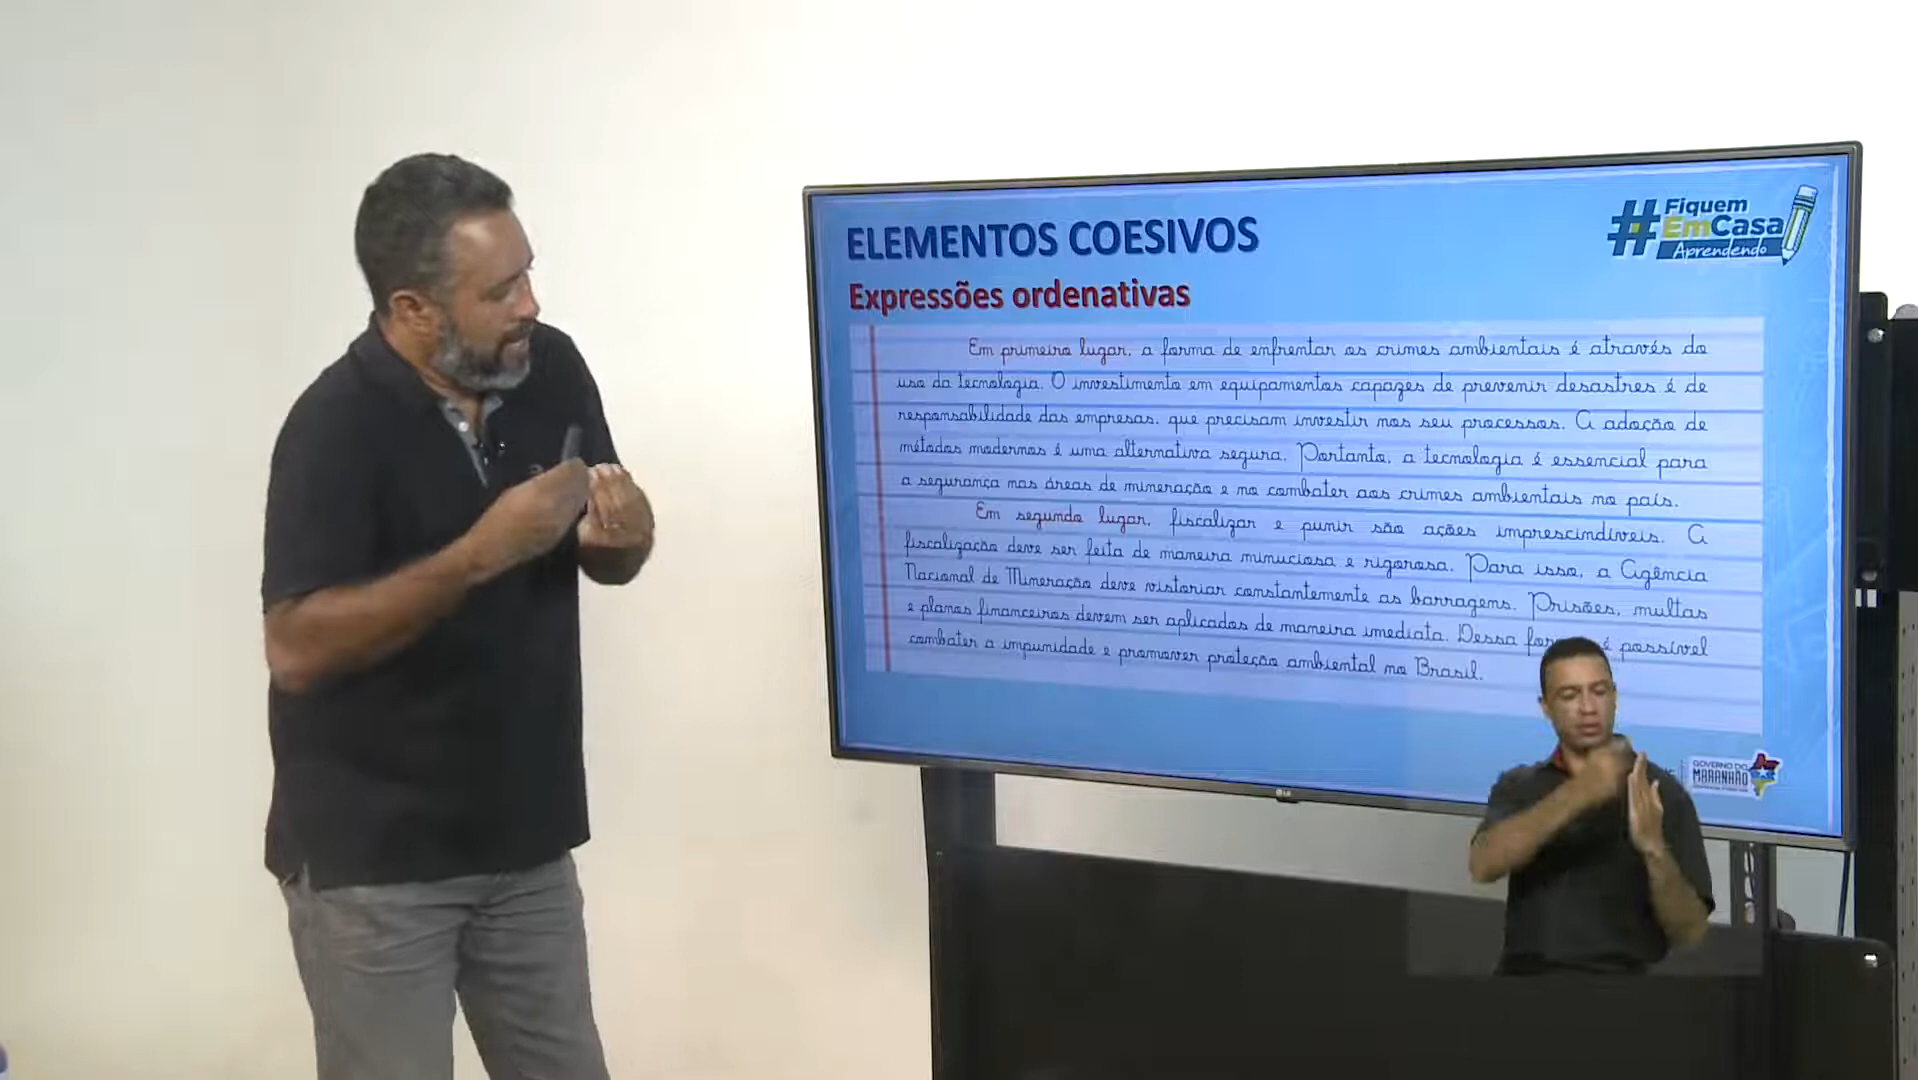 ELEMENTOS COESIVOS
Expressões ordenativas
#Fiquem
EmCasa
Aprendendo
Em primeiro lugar, a forma de enfrentar os crimes ambientais é através do
uso da tecnologia. O investimento em equipamentos capazes de prevenir desastres é de
responsabilidade das empresas, que precisam investir nos seu processos. A adoção de
métodos modernos é uma alternativa segura. Portanto, a tecnologia é essencial para
a segurança nas áreas de mineração e no combater aos crimes ambientais no país.
Em segundo lugar, fiscalizar e punir são ações imprescindíveis. A
fiscalização deve ser feita de maneira minuciosa e rigorosa. Para isso, a Agência
Nacional de Mineração deve vistoriar constantemente as barragens. Prisões, multas
e planos financeiros devem ser aplicados de maneira imediata. Dessa é possível
combater a impunidade e promover proteção ambiental no Brasil.
GOVERNO DO
MARANHÃO
LG